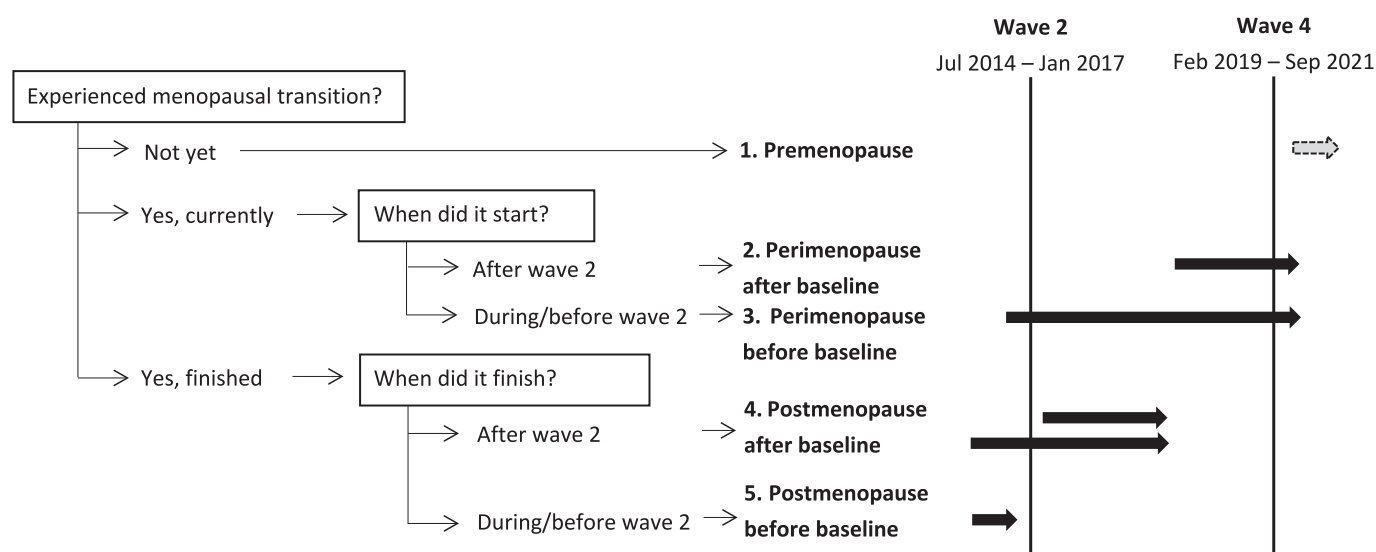 Wave 2
Wave 4
Jul 2014 – Jan 2017
Feb 2019 – Sep 2021
Experienced menopausal transition?
Not yet
1. Premenopause
Yes, currently
When did it start?
After wave 2
2. Perimenopause
after baseline
During/before wave 2
3. Perimenopause
before baseline
Yes, finished
When did it finish?
After wave 2
4. Postmenopause
after baseline
During/before wave 2
5. Postmenopause
before baseline